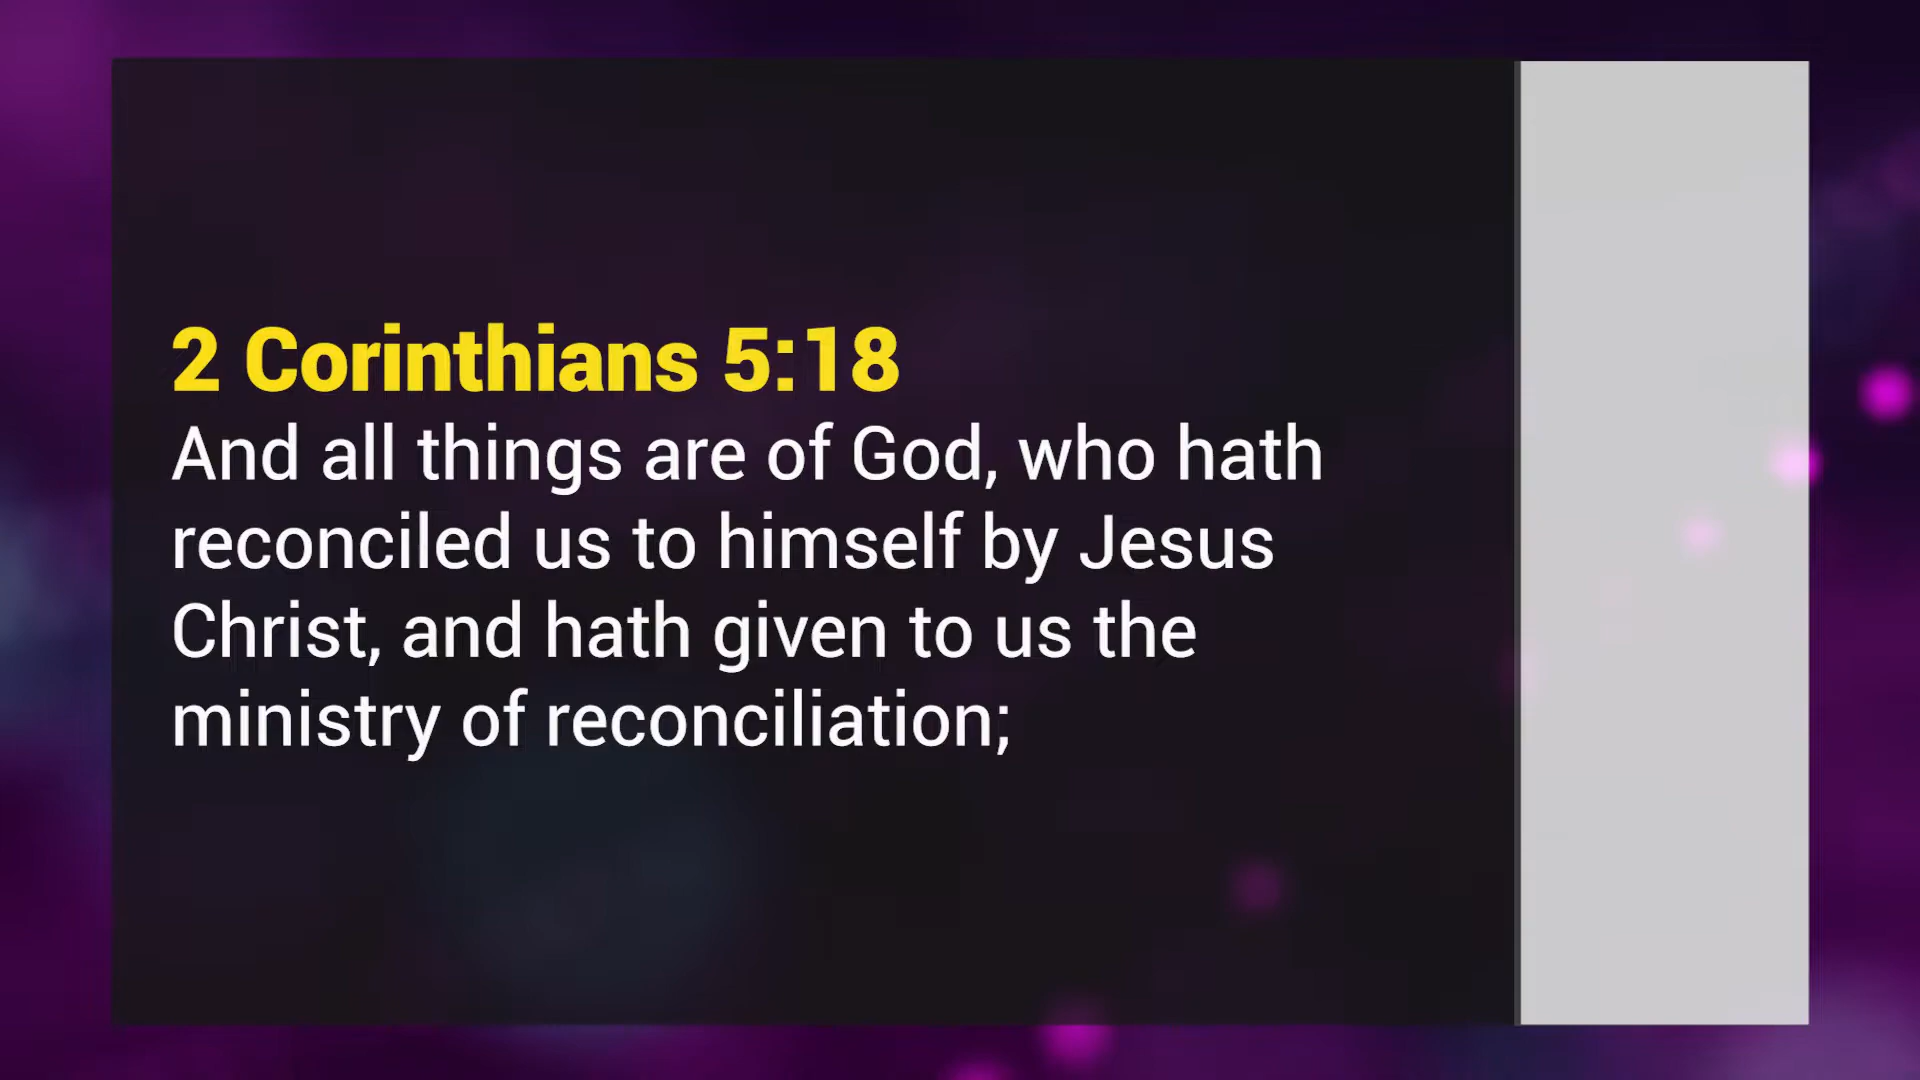 2 Corinthians 5:18
And all things are of God, who hath
reconciled us to himself by Jesus
Christ, and hath given to us the
ministry of reconciliation;